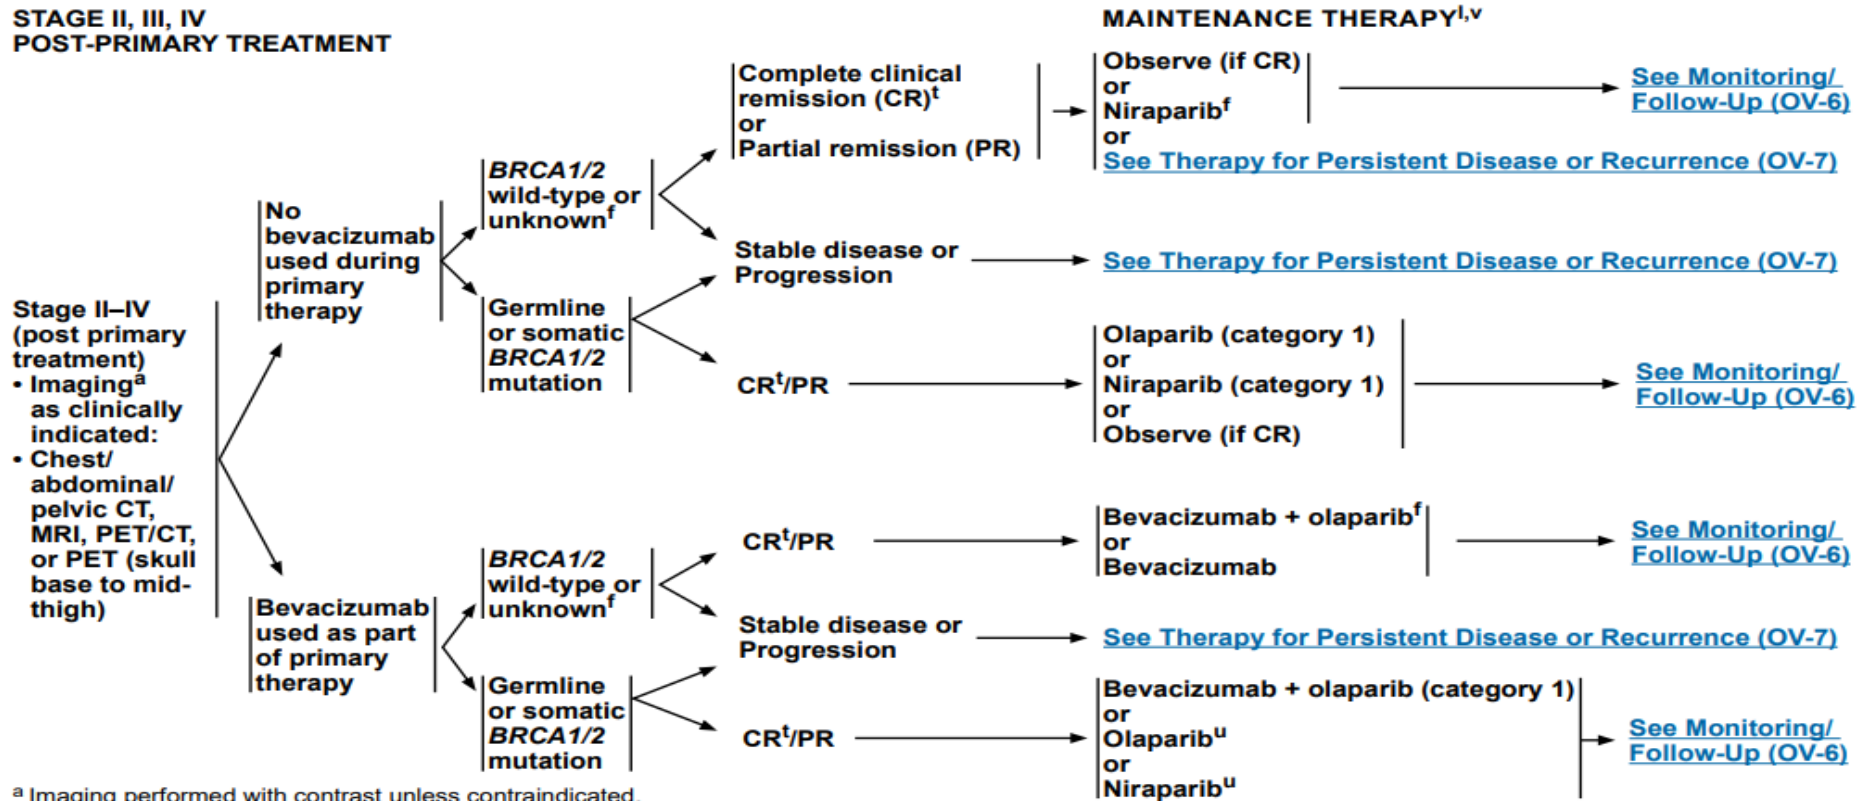 STAGE II, III, IV
POST-PRIMARY TREATMENT
MAINTENANCE THERAPYl,v
Stage II–IV
(post primary
treatment)
• Imaginga
as clinically
indicated:
• Chest/
abdominal/
pelvic CT,
MRI, PET/CT,
or PET (skull
base to mid-
thigh)
No
bevacizumab
used during
primary
therapy
BRCA1/2
wild-type or
unknownf
Complete clinical
remission (CR)t
or
Partial remission (PR)
Observe (if CR)
or
Niraparibf
or
See Therapy for Persistent Disease or Recurrence (OV-7)
See Monitoring/
Follow-Up (OV-6)
Stable disease or
Progression
See Therapy for Persistent Disease or Recurrence (OV-7)
Germline
or somatic
BRCA1/2
mutation
CRt/PR
Olaparib (category 1)
or
Niraparib (category 1)
or
Observe (if CR)
See Monitoring/
Follow-Up (OV-6)
Bevacizumab
used as part
of primary
therapy
BRCA1/2
wild-type or
unknownf
CRt/PR
Bevacizumab + olaparibf
or
Bevacizumab
See Monitoring/
Follow-Up (OV-6)
Stable disease or
Progression
See Therapy for Persistent Disease or Recurrence (OV-7)
Germline
or somatic
BRCA1/2
mutation
CRt/PR
Bevacizumab + olaparib (category 1)
or
Olaparibu
or
Niraparibu
See Monitoring/
Follow-Up (OV-6)
a Imaging performed with contrast unless contraindicated.